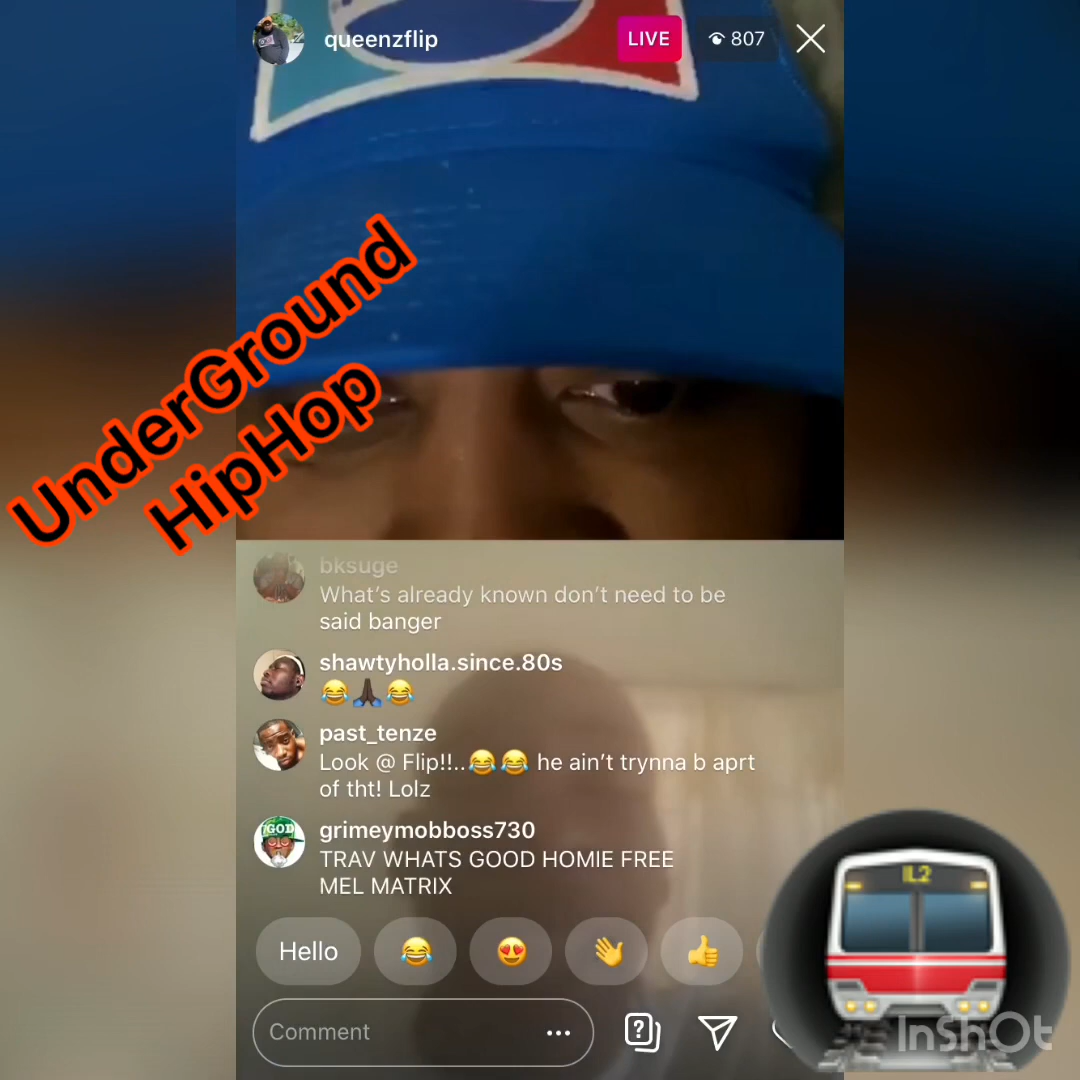 queenzflip
LIVE
807
UnderGround
HipHop
bksuge
What's already known don't need to be
said banger
shawtyholla.since.80s
😂🙏🏿😂
past_tenze
Look @ Flip!!..😂😂 he ain't trynna b aprt
of tht! Lolz
GOD
grimeymobboss730
TRAV WHATS GOOD HOMIE FREE
MEL MATRIX
Hello
Comment
IL2
InShOt